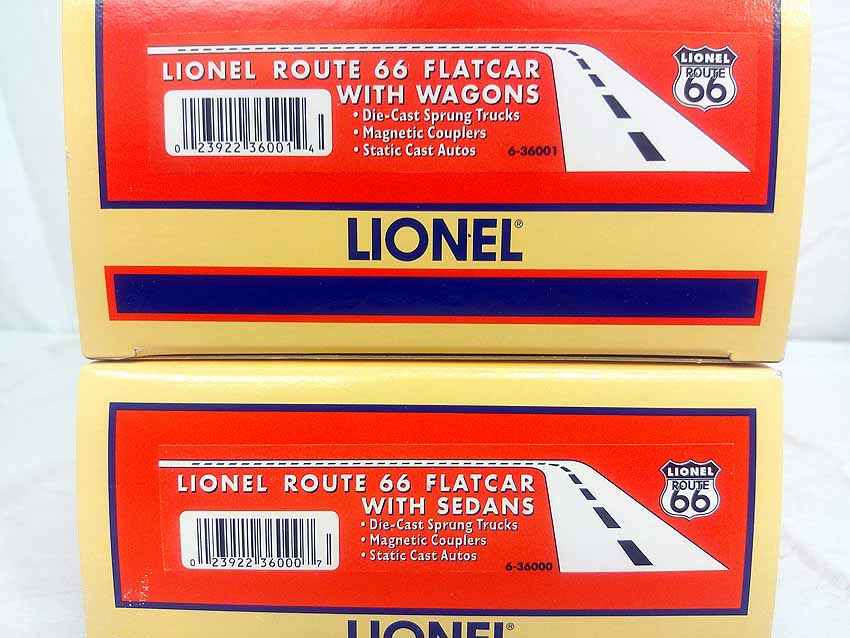 LIONEL ROUTE 66 FLATCAR
WITH WAGONS
• Die-Cast Sprung Trucks
• Magnetic Couplers
• Static Cast Autos
6-36001
0 23922 36001 4
LIONEL
ROUTE
66
LIONEL®
LIONEL ROUTE 66 FLATCAR
WITH SEDANS
• Die-Cast Sprung Trucks
• Magnetic Couplers
• Static Cast Autos
6-36000
0 23922 36000 7
LIONEL
ROUTE
66
LIONEL®